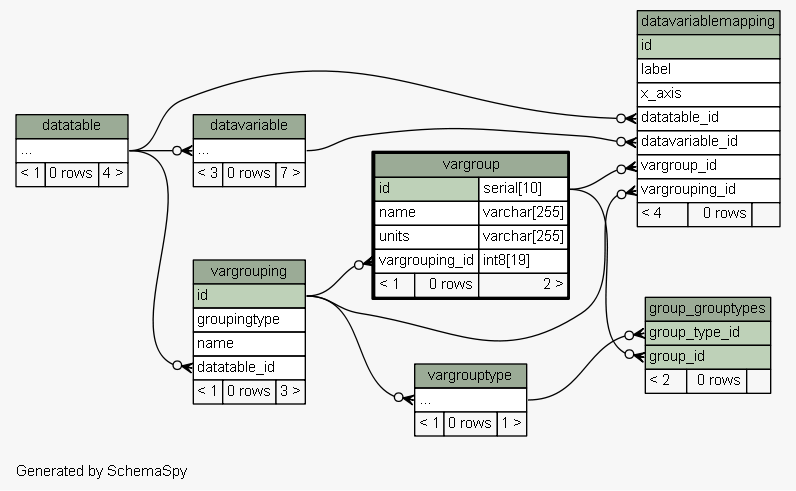 datavariablemapping
id
label
x_axis
datatable_id
datavariable_id
vargroup_id
vargrouping_id
< 4 0 rows
datatable
...
< 1 0 rows 4 >
datavariable
...
< 3 0 rows 7 >
vargroup
id serial[10]
name varchar[255]
units varchar[255]
vargrouping_id int8[19]
< 1 0 rows 2 >
vargrouping
id
groupingtype
name
datatable_id
< 1 0 rows 3 >
group_grouptypes
group_type_id
group_id
< 2 0 rows
vargrouptype
...
< 1 0 rows 1 >
Generated by SchemaSpy